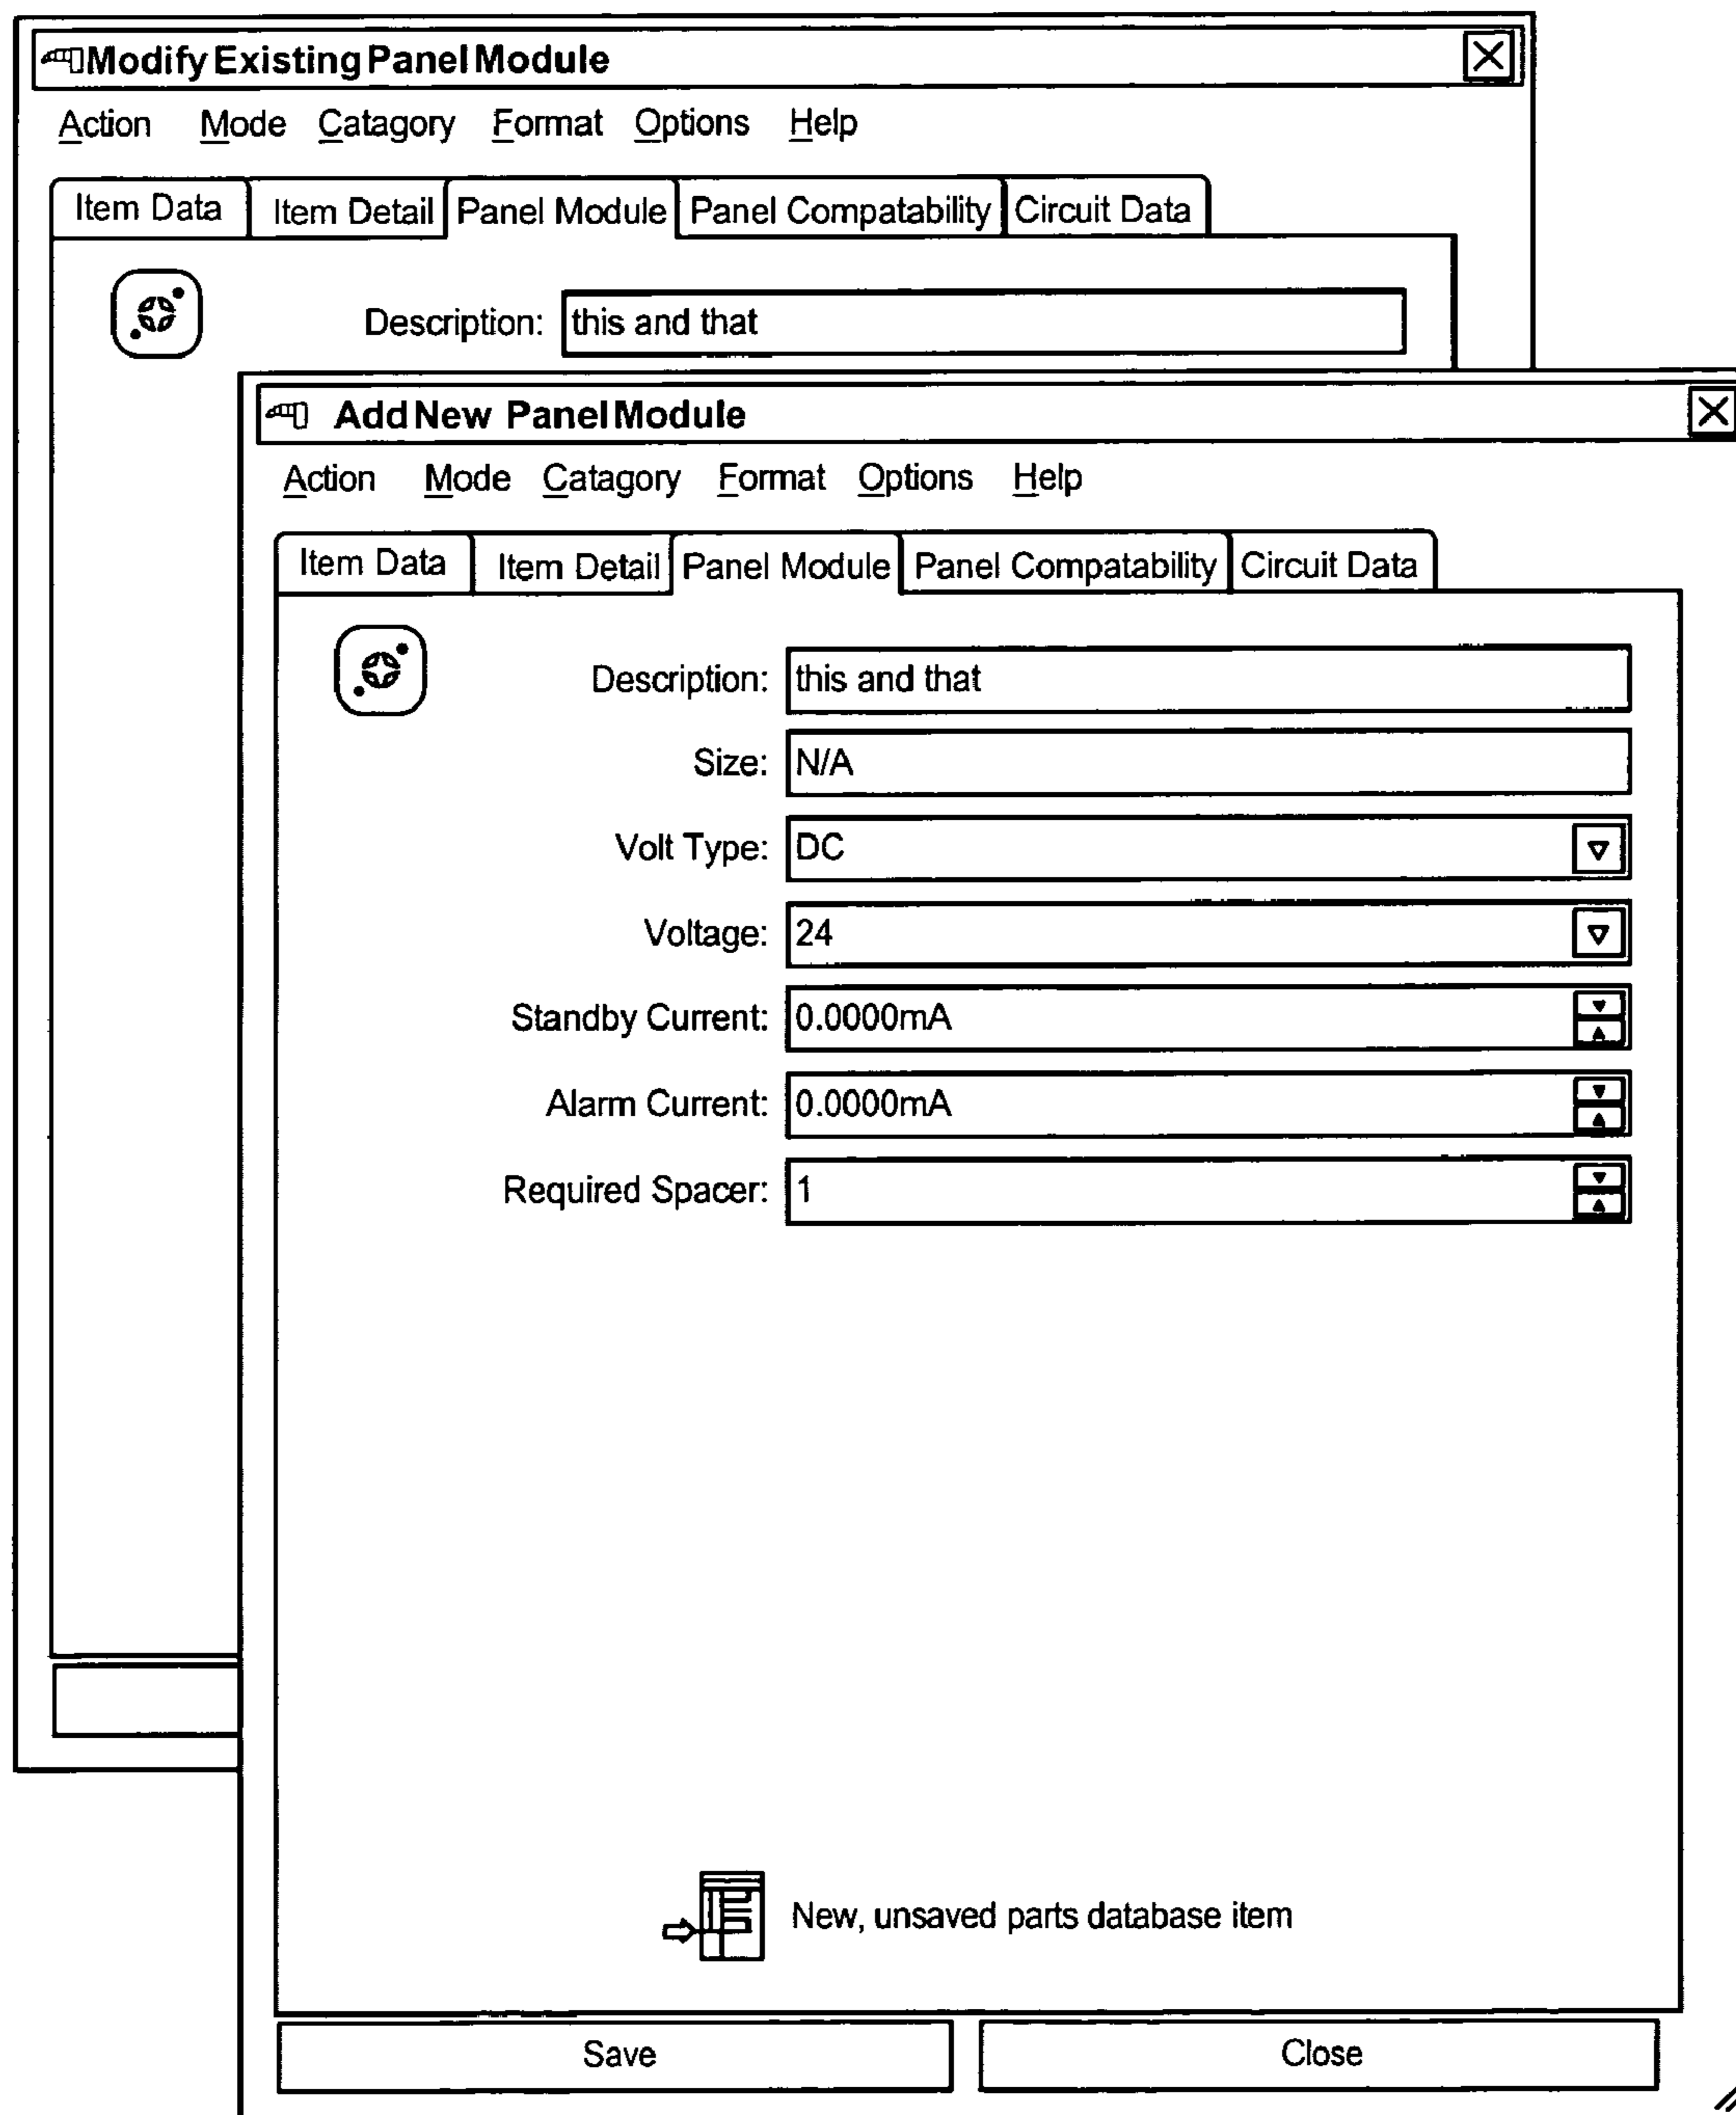 Modify Existing Panel Module
Action Mode Catagory Format Options Help
Item Data Item Detail Panel Module Panel Compatability Circuit Data
Description: this and that
Add New Panel Module
Action Mode Catagory Format Options Help
Item Data Item Detail Panel Module Panel Compatability Circuit Data
Description: this and that
Size: N/A
Volt Type: DC
Voltage: 24
Standby Current: 0.0000mA
Alarm Current: 0.0000mA
Required Spacer: 1
New, unsaved parts database item
Save Close